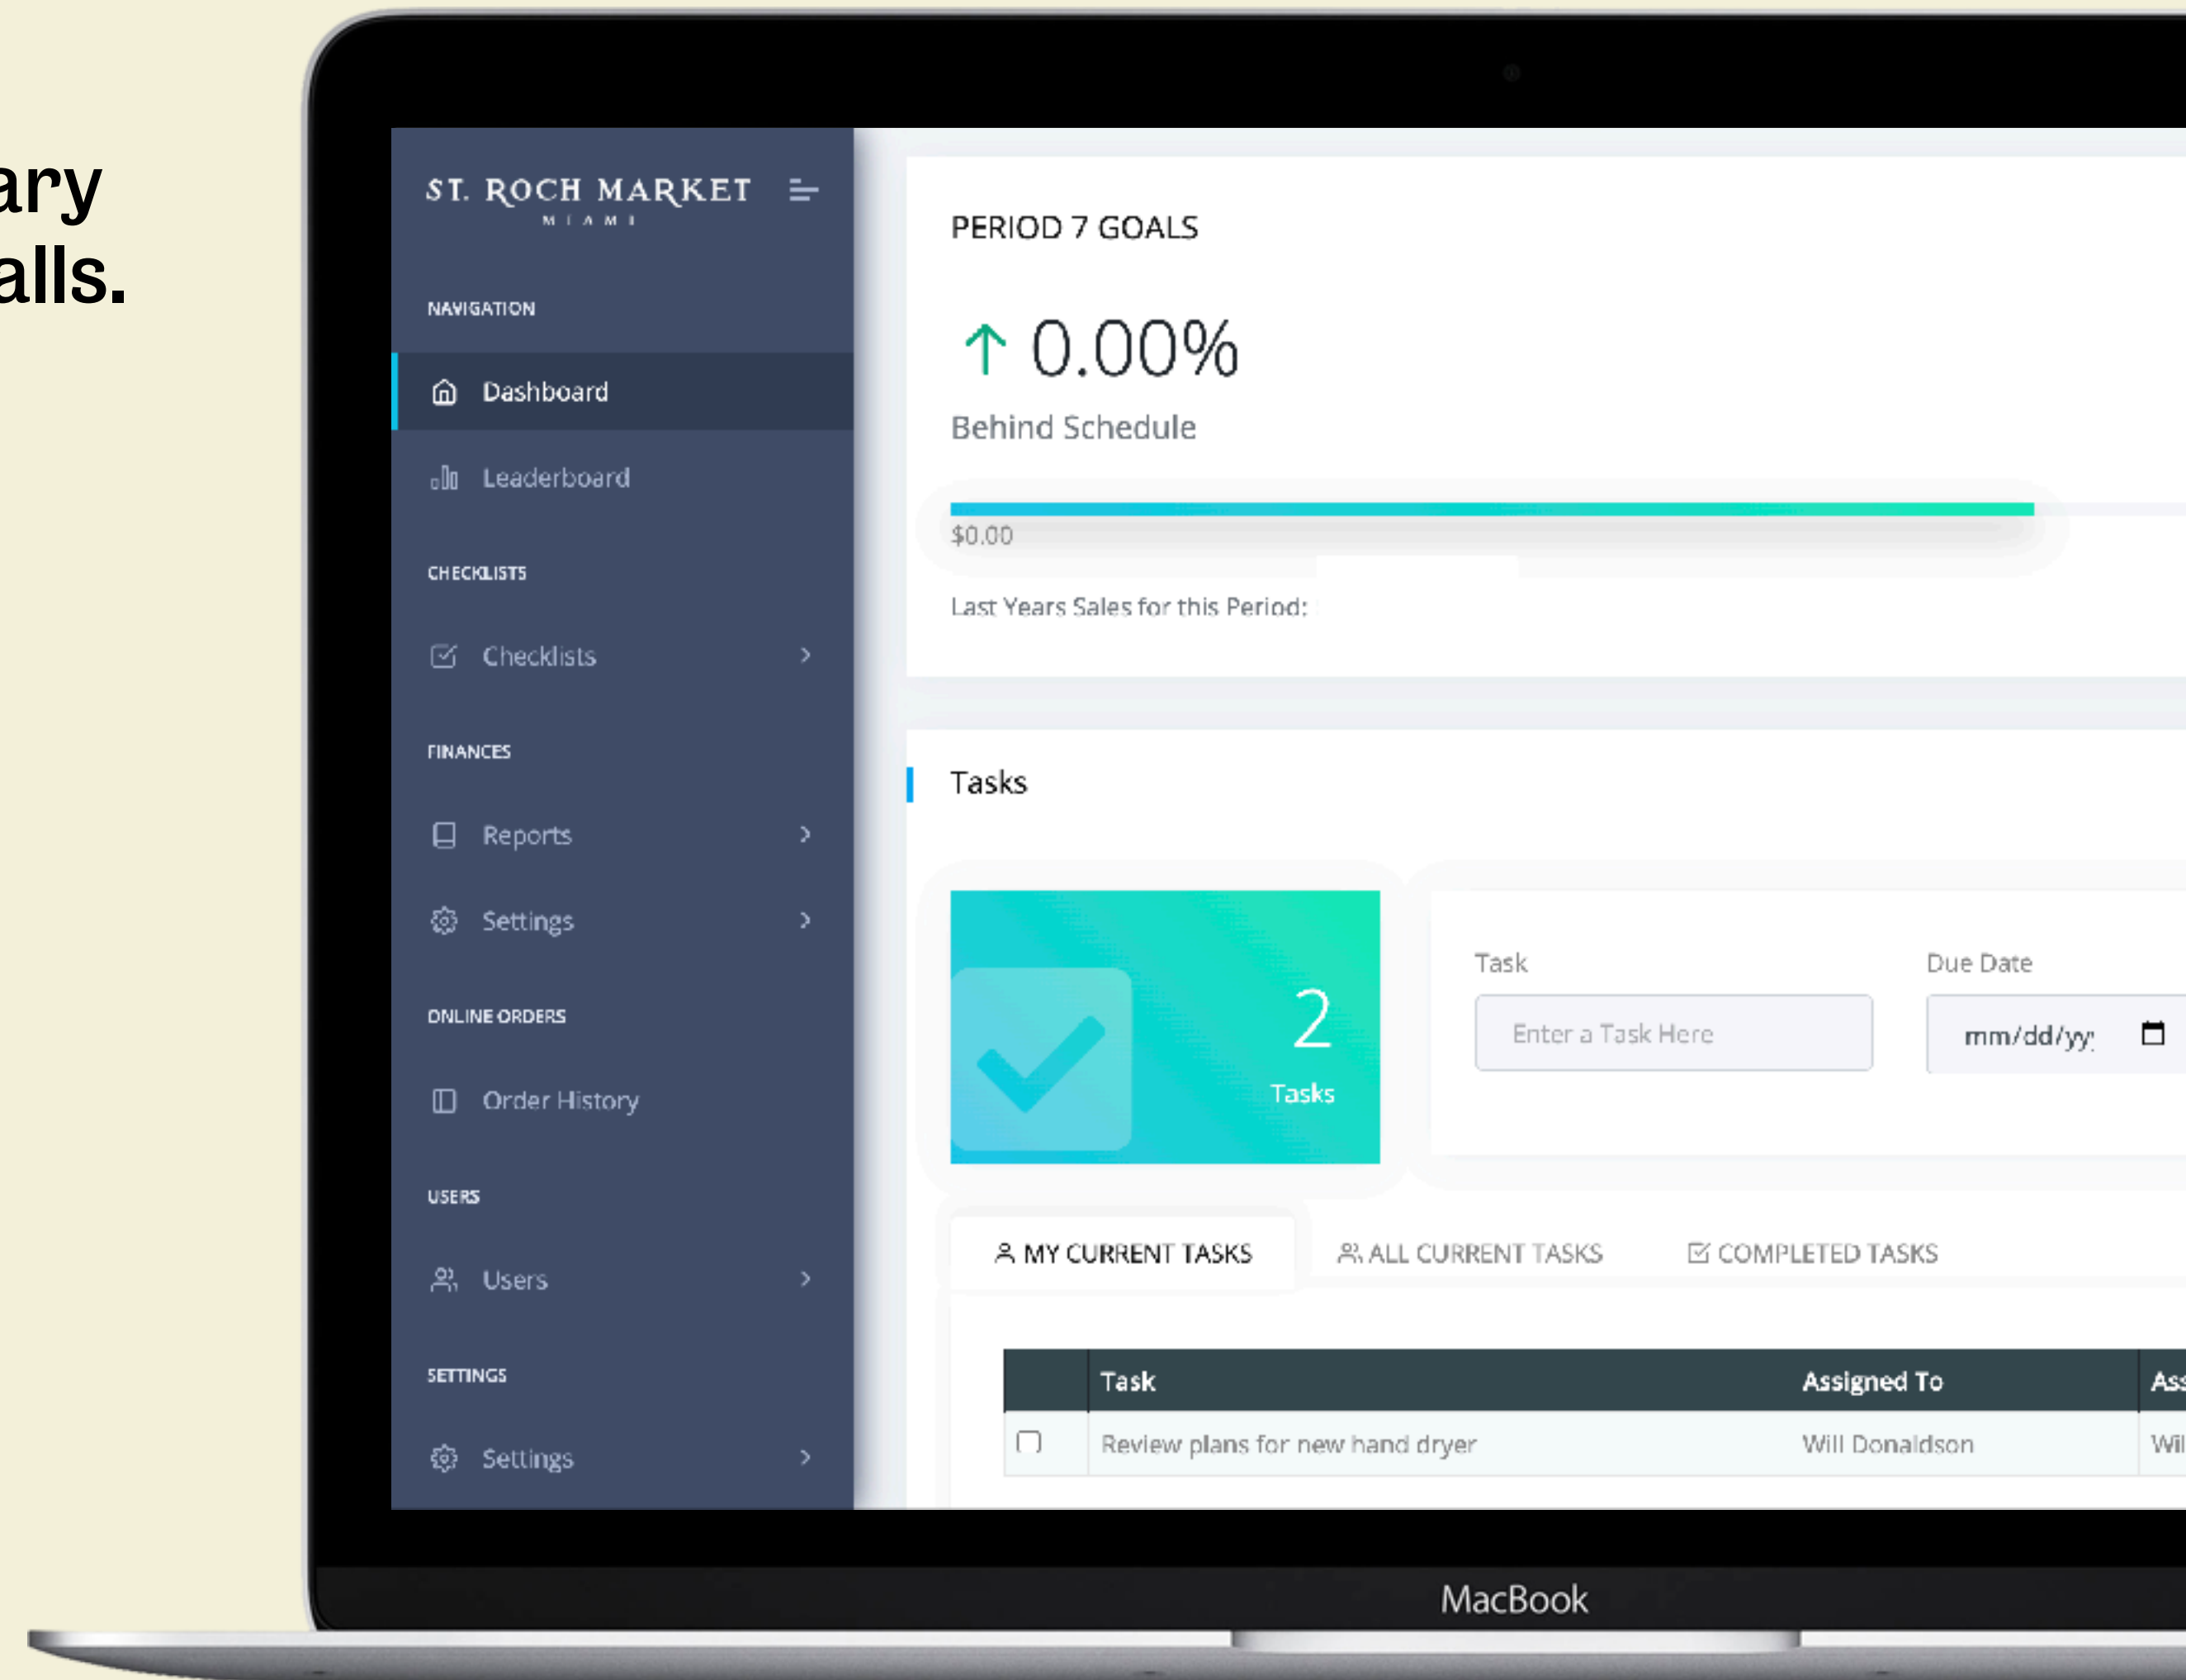 ary
alls.
ST. ROCH MARKET
MIAMI
NAVIGATION
Dashboard
Leaderboard
CHECKLISTS
Checklists
FINANCES
Reports
Settings
ONLINE ORDERS
Order History
USERS
Users
SETTINGS
Settings
PERIOD 7 GOALS
0.00%
Behind Schedule
$0.00
Last Years Sales for this Period:
Tasks
2
Tasks
Task
Due Date
Enter a Task Here
mm/dd/yy
MY CURRENT TASKS
ALL CURRENT TASKS
COMPLETED TASKS
Task
Assigned To
Ass
Review plans for new hand dryer
Will Donaldson
Wil
MacBook